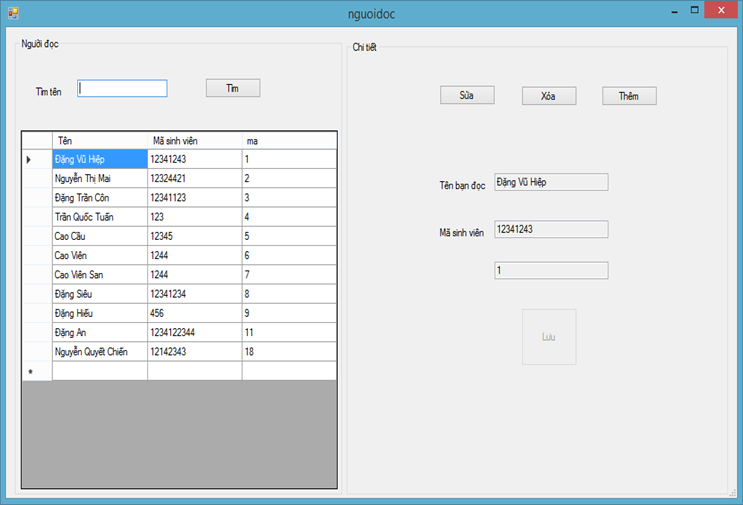 nguoidoc
Người đọc
Tìm tên
Tìm
Tên Mã sinh viên ma
Đặng Vũ Hiệp 12341243 1
Nguyễn Thị Mai 12324421 2
Đặng Trần Côn 12341123 3
Trần Quốc Tuấn 123 4
Cao Cầu 12345 5
Cao Viên 1244 6
Cao Viên San 1244 7
Đặng Siêu 12341234 8
Đặng Hiếu 456 9
Đặng An 1234122344 11
Nguyễn Quyết Chiến 12142343 18
Chi tiết
Sửa Xóa Thêm
Tên bạn đọc Đặng Vũ Hiệp
Mã sinh viên 12341243
1
Lưu